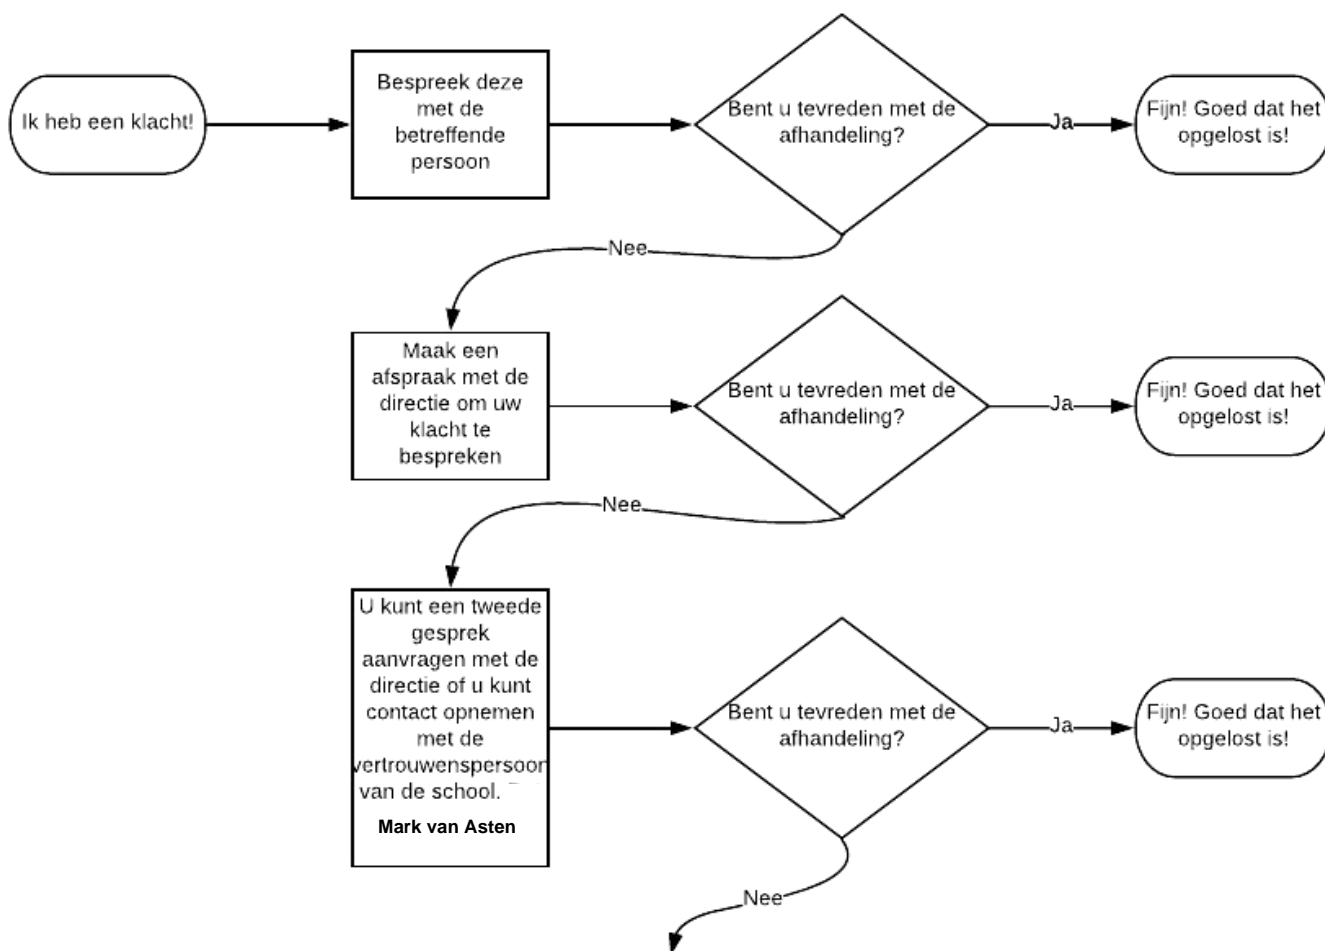 Ik heb een klacht!
Bespreek deze
met de
betreffende
persoon
Bent u tevreden met de
afhandeling?
Ja
Fijn! Goed dat het
opgelost is!
Nee
Maak een
afspraak met de
directie om uw
klacht te
bespreken
Bent u tevreden met de
afhandeling?
Ja
Fijn! Goed dat het
opgelost is!
Nee
U kunt een tweede
gesprek
aanvragen met de
directie of u kunt
contact opnemen
met de
vertrouwenspersoon
van de school.
Mark van Asten
Bent u tevreden met de
afhandeling?
Ja
Fijn! Goed dat het
opgelost is!
Nee